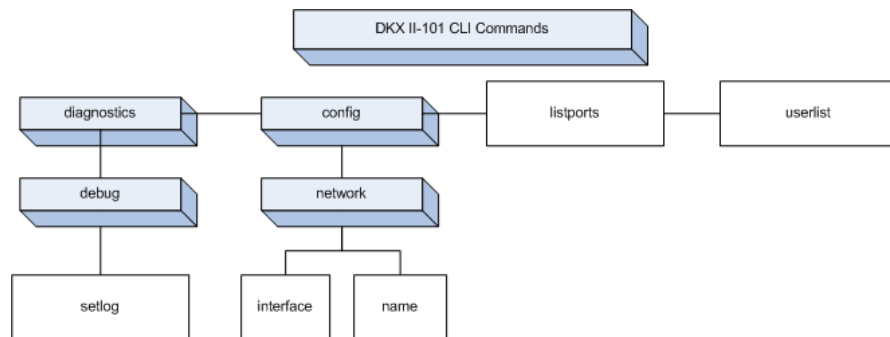 DKX II-101 CLI Commands
diagnostics
config
listports
userlist
debug
network
setlog
interface
name